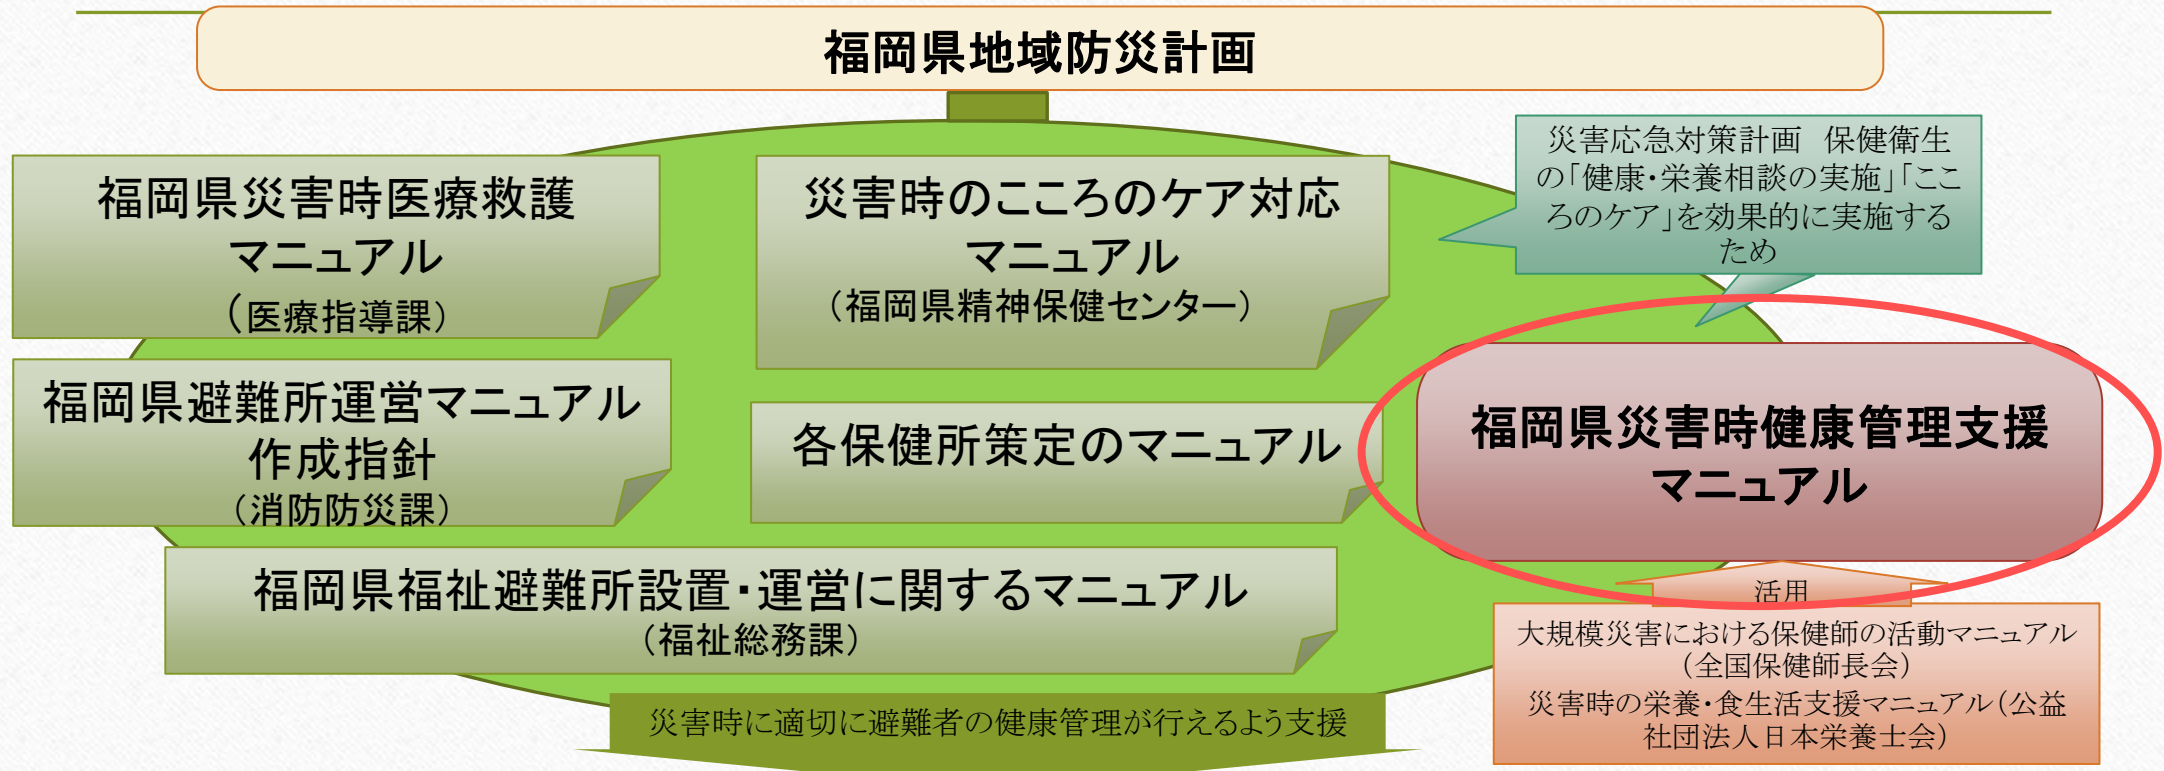 福岡県地域防災計画
福岡県災害時医療救護
マニュアル
（医療指導課）
災害時のこころのケア対応
マニュアル
（福岡県精神保健センター）
災害応急対策計画　保健衛生
の「健康・栄養相談の実施」「ここ
ろのケア」を効果的に実施する
ため
福岡県避難所運営マニュアル
作成指針
（消防防災課）
各保健所策定のマニュアル
福岡県災害時健康管理支援
マニュアル
福岡県福祉避難所設置・運営に関するマニュアル
（福祉総務課）
活用
大規模災害における保健師の活動マニュアル
（全国保健師長会）
災害時の栄養・食生活支援マニュアル（公益
社団法人日本栄養士会）
災害時に適切に避難者の健康管理が行えるよう支援